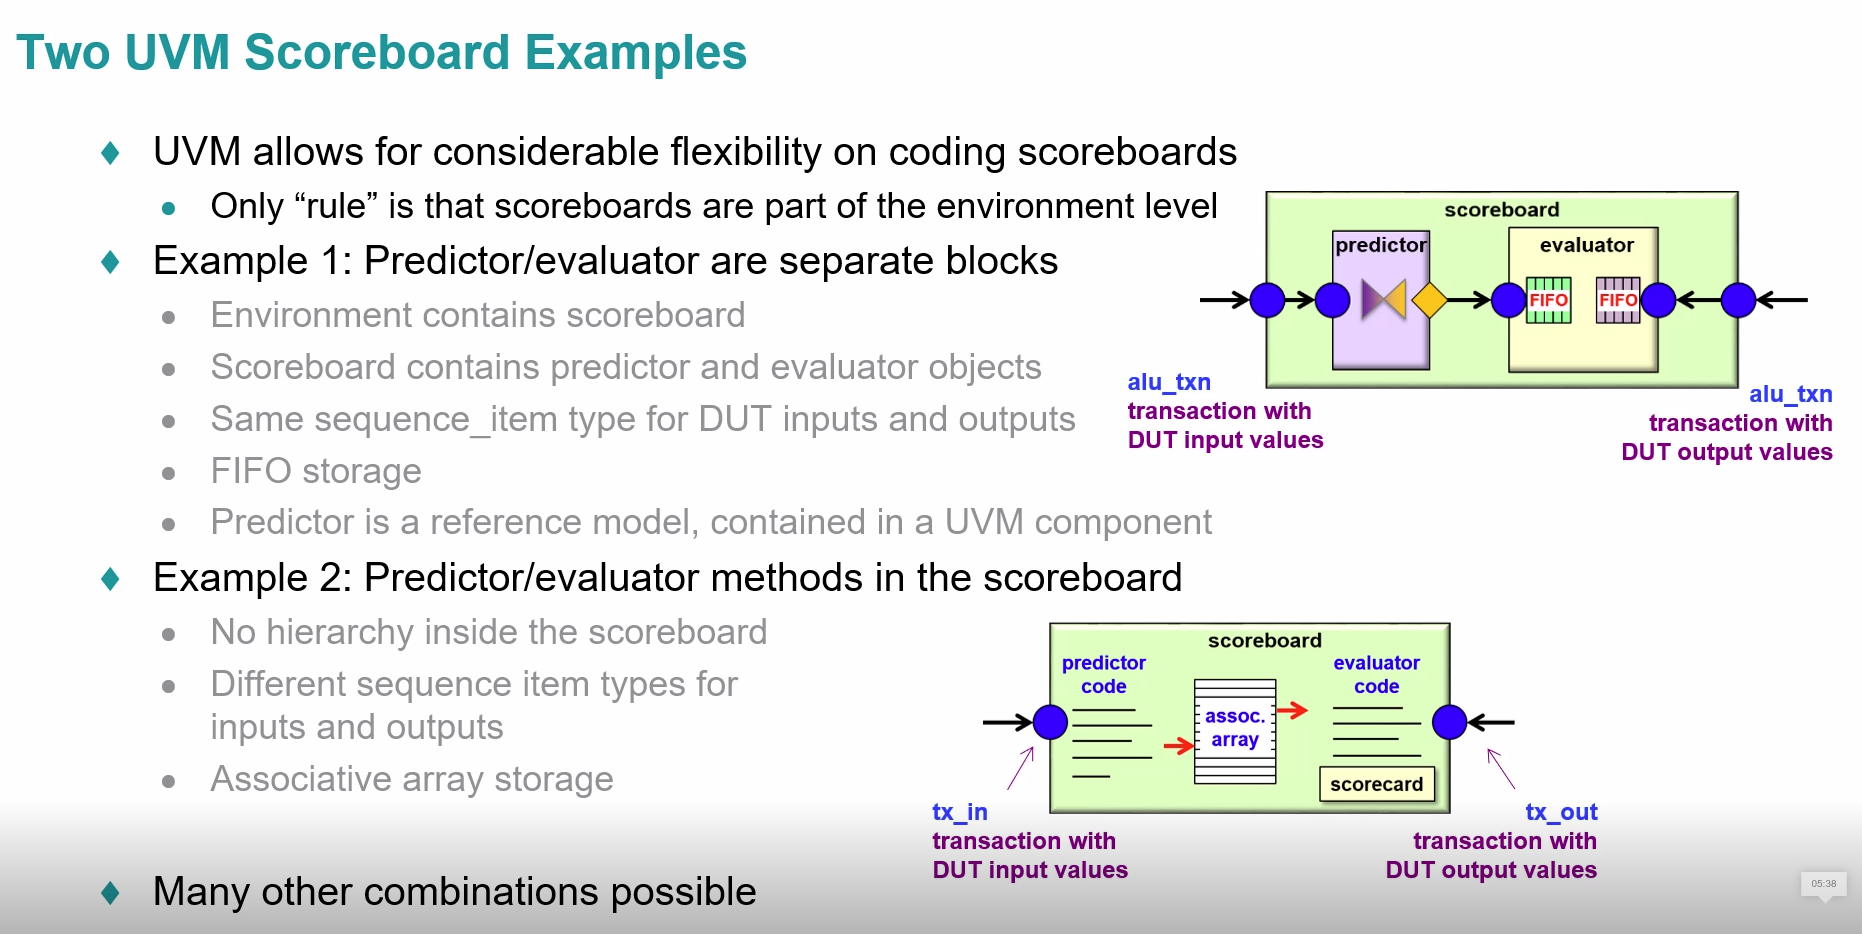 Two UVM Scoreboard Examples
UVM allows for considerable flexibility on coding scoreboards
Only “rule” is that scoreboards are part of the environment level
Example 1: Predictor/evaluator are separate blocks
Environment contains scoreboard
Scoreboard contains predictor and evaluator objects
Same sequence_item type for DUT inputs and outputs
FIFO storage
Predictor is a reference model, contained in a UVM component
scoreboard
predictor
evaluator
FIFO
FIFO
alu_txn
transaction with
DUT input values
alu_txn
transaction with
DUT output values
Example 2: Predictor/evaluator methods in the scoreboard
No hierarchy inside the scoreboard
Different sequence item types for
inputs and outputs
Associative array storage
scoreboard
predictor
code
assoc.
array
evaluator
code
scorecard
tx_in
transaction with
DUT input values
tx_out
transaction with
DUT output values
Many other combinations possible
05:38